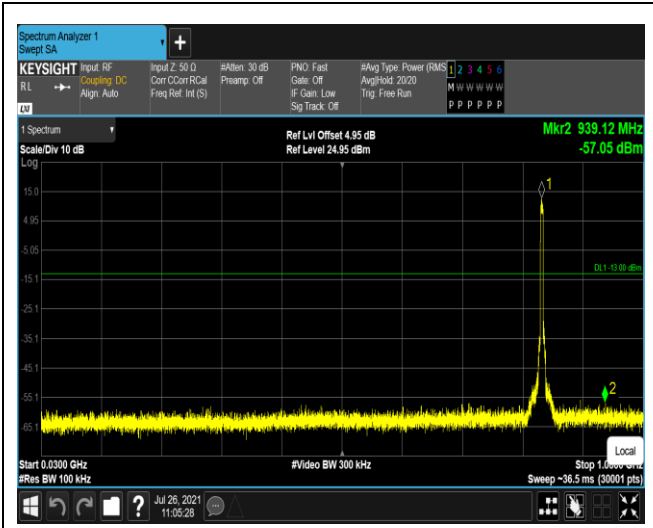 Spectrum Analyzer 1
Swept SA
+
KEYSIGHT Input: RF Input Z: 50 Ω #Atten: 30 dB PNO: Fast #Avg Type: Power (RMS 1 2 3 4 5 6
RL Coupling: DC Corr CCorr RCal Preamp: Off Gate: Off Avg|Hold: 20/20 M W W W W W
Align: Auto Freq Ref: Int (S) IF Gain: Low Trig: Free Run
LXI Sig Track: Off P P P P P P
1 Spectrum Ref Lvl Offset 4.95 dB Mkr2 939.12 MHz
Scale/Div 10 dB Ref Level 24.95 dBm -57.05 dBm
Log
1
15.0
4.95
-5.05
DL1 -13.00 dBm
-15.1
-25.1
-35.1
-45.1
2
-55.1
-65.1
Local
Start 0.0300 GHz #Video BW 300 kHz Stop
#Res BW 100 kHz Sweep ~36.5 ms (30001 pts)
? Jul 26, 2021
11:05:28